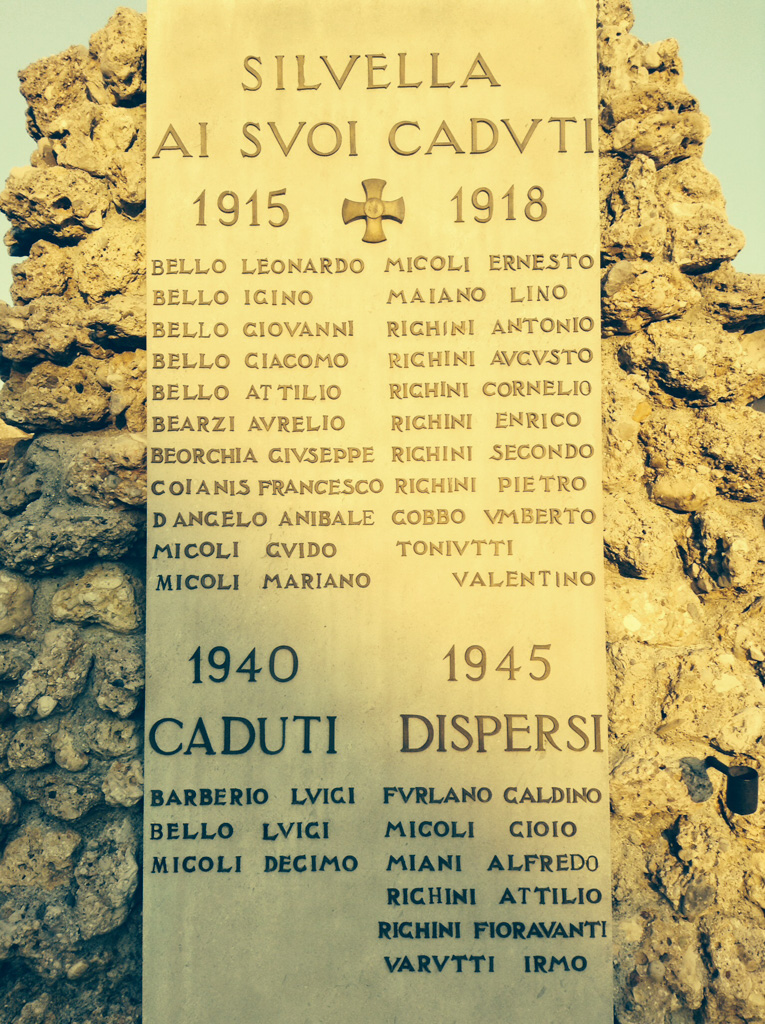 SILVELLA
AI SVOI CADVTI
1915 1918
BELLO LEONARDO
BELLO IGINO
BELLO GIOVANNI
BELLO GIACOMO
BELLO ATTILIO
BEARZI AVRELIO
BEORCHIA GIVSEPPE
COIANIS FRANCESCO
D ANGELO ANIBALE
MICOLI GVIDO
MICOLI MARIANO
MICOLI ERNESTO
MAIANO LINO
RIGHINI ANTONIO
RIGHINI AVGVSTO
RIGHINI CORNELIO
RIGHINI ENRICO
RIGHINI SECONDO
RIGHINI PIETRO
GOBBO VMBERTO
TONIVTTI
VALENTINO
1940 1945
CADUTI
BARBERIO LVIGI
BELLO LVIGI
MICOLI DECIMO
DISPERSI
FVRLANO GALDINO
MICOLI GIOIO
MIANI ALFREDO
RIGHINI ATTILIO
RIGHINI FIORAVANTI
VARVTTI IRMO